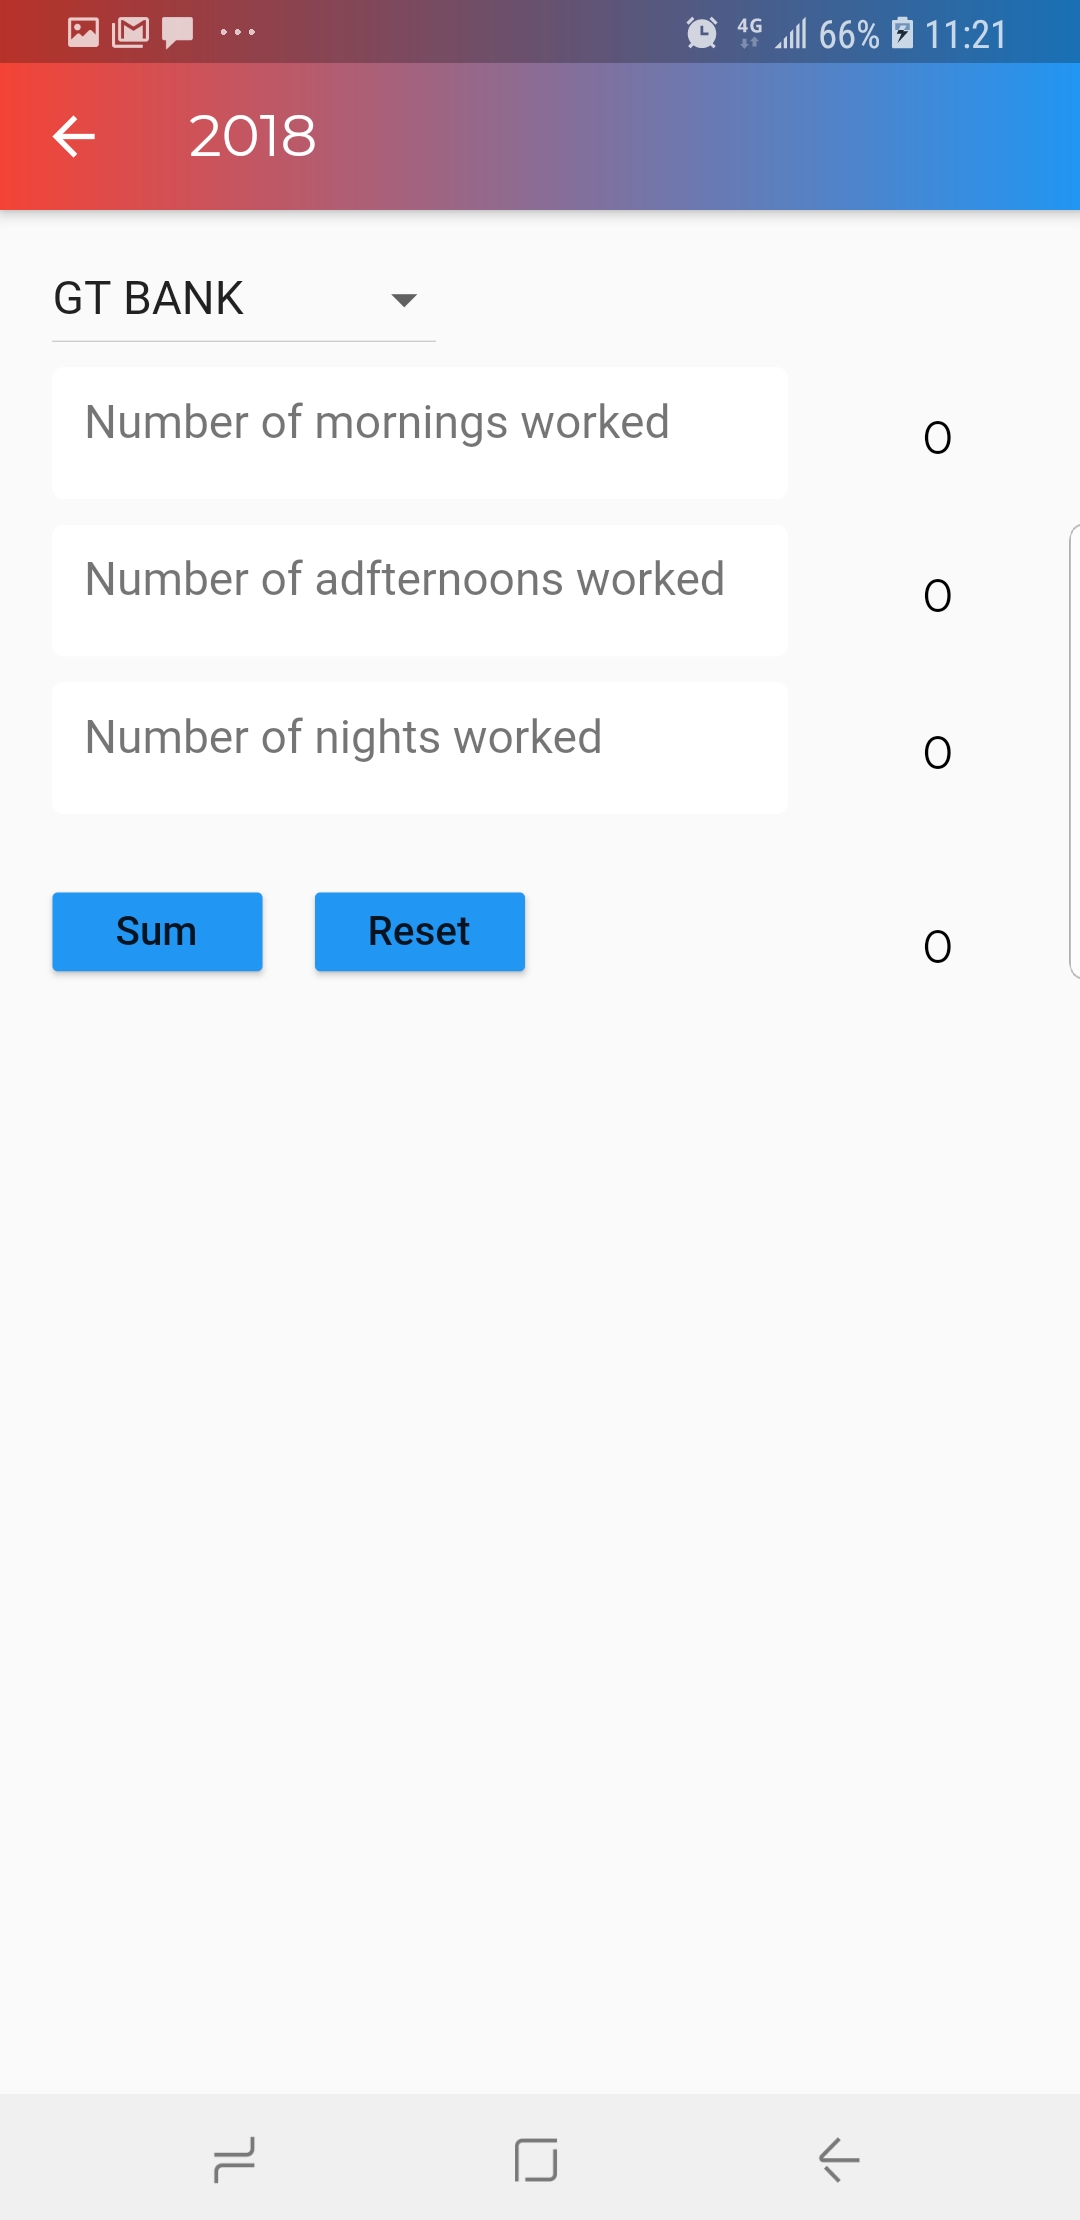 4G 66% 11:21
2018
GT BANK
Number of mornings worked 0
Number of adfternoons worked 0
Number of nights worked 0
Sum Reset 0